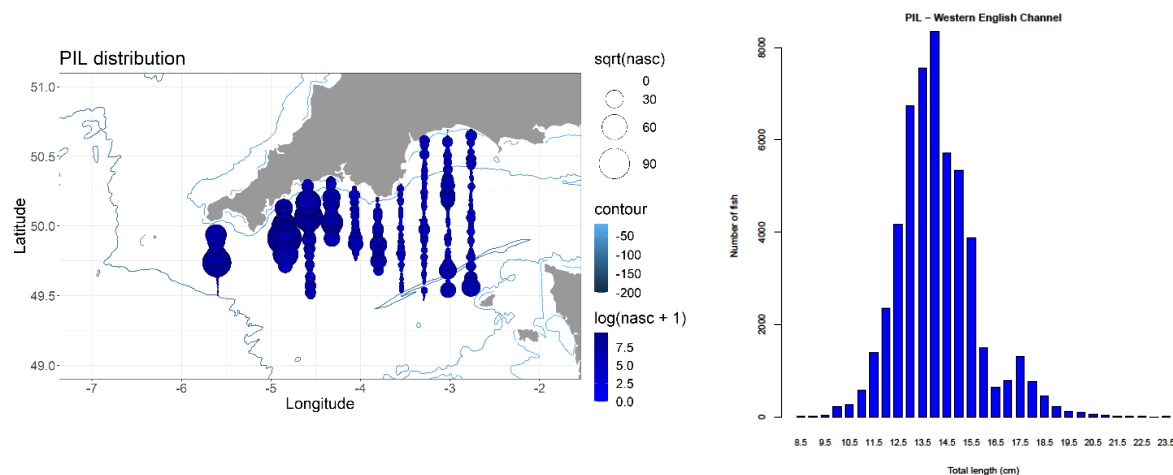 PIL distribution
51.0
50.5
50.0
49.5
49.0
-7 -6 -5 -4 -3 -2
Latitude
Longitude
sqrt(nasc)
0
30
60
90
contour
-50
-100
-150
-200
log(nasc + 1)
7.5
5.0
2.5
0.0
PIL – Western English Channel
Number of fish
8000
6000
4000
2000
0
8.5 9.5 10.5 11.5 12.5 13.5 14.5 15.5 16.5 17.5 18.5 19.5 20.5 21.5 22.5 23.5
Total length (cm)